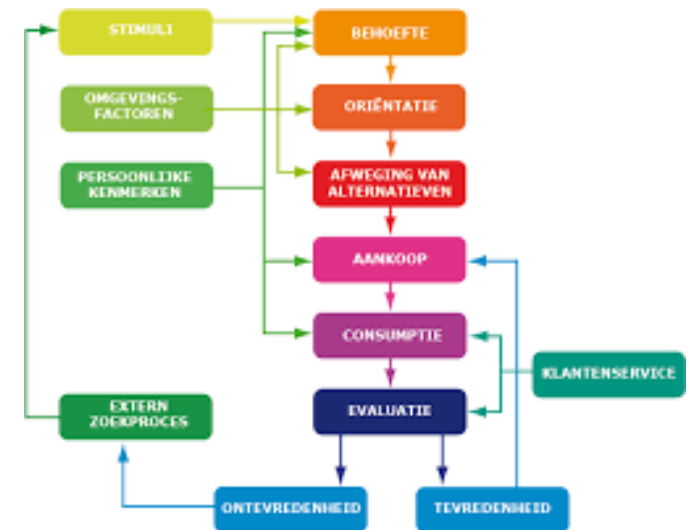 STIMULI
BEHOEFTE
OMGEVINGS-
FACTOREN
ORIËNTATIE
PERSOONLIJKE
KENMERKEN
AFWEGING VAN
ALTERNATIEVEN
AANKOOP
CONSUMPTIE
KLANTENSERVICE
EXTERN
ZOEKPROCES
EVALUATIE
ONTEVREDENHEID
TEVREDENHEID